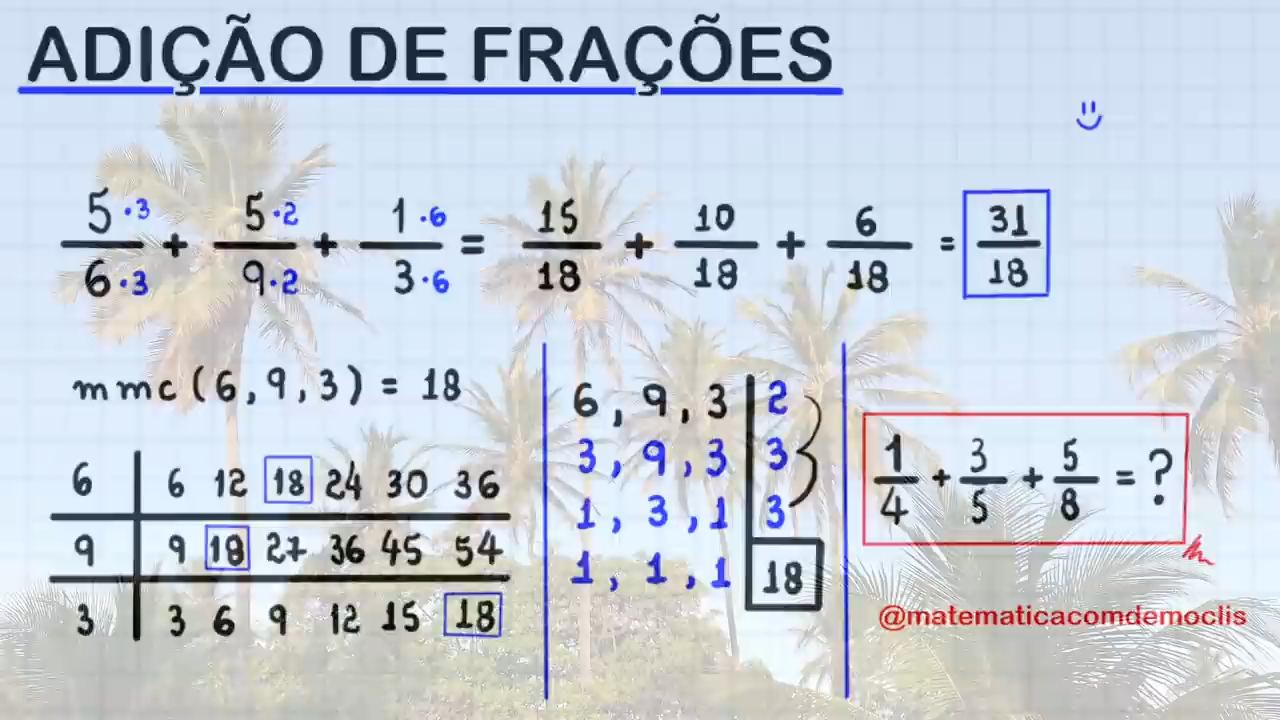 ADIÇÃO DE FRAÇÕES
5·3/6·3 + 5·2/9·2 + 1·6/3·6 = 15/18 + 10/18 + 6/18 = 31/18
mmc (6, 9, 3) = 18
6 | 6 12 18 24 30 36
9 | 9 18 27 36 45 54
3 | 3 6 9 12 15 18
6, 9, 3 | 2
3, 9, 3 | 3
1, 3, 1 | 3
1, 1, 1 | 18
1/4 + 3/5 + 5/8 = ?
@matematicacomdemoclis